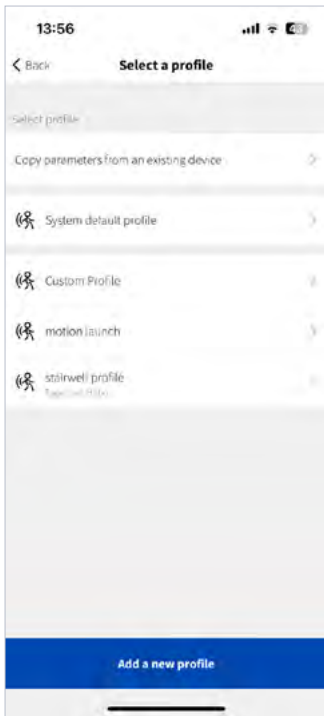 13:56
Back
Select a profile
Select profile
Copy parameters from an existing device
System default profile
Custom Profile
motion launch
stairwell profile
Add a new profile